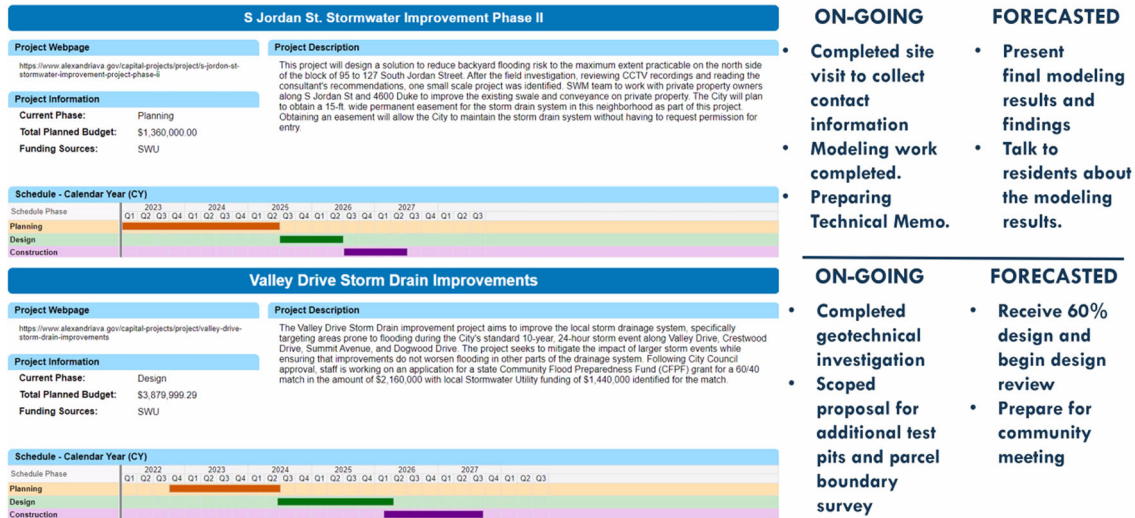 S Jordan St. Stormwater Improvement Phase II
Project Webpage
https://www.alexandriava.gov/capital-projects/project/s-jordan-st-
stormwater-improvement-project-phase-ii
Project Information
Current Phase: Planning
Total Planned Budget: $1,360,000.00
Funding Sources: SWU
Project Description
This project will design a solution to reduce backyard flooding risk to the maximum extent practicable on the north side
of the block of 95 to 127 South Jordan Street. After the field investigation, reviewing CCTV recordings and reading the
consultant's recommendations, one small scale project was identified. SWM team to work with private property owners
along S Jordan St and 4600 Duke to improve the existing swale and conveyance on private property. The City will plan
to obtain a 15-ft. wide permanent easement for the storm drain system in this neighborhood as part of this project.
Obtaining an easement will allow the City to maintain the storm drain system without having to request permission for
entry.
Schedule - Calendar Year (CY)
Schedule Phase
2023 2024 2025 2026 2027
Q1 Q2 Q3 Q4 Q1 Q2 Q3 Q4 Q1 Q2 Q3 Q4 Q1 Q2 Q3 Q4 Q1 Q2 Q3 Q4 Q1 Q2 Q3
Planning
Design
Construction
ON-GOING
• Completed site
visit to collect
contact
information
• Modeling work
completed.
• Preparing
Technical Memo.
FORECASTED
• Present
final modeling
results and
findings
• Talk to
residents about
the modeling
results.
Valley Drive Storm Drain Improvements
Project Webpage
https://www.alexandriava.gov/capital-projects/project/valley-drive-
storm-drain-improvements
Project Information
Current Phase: Design
Total Planned Budget: $3,879,999.29
Funding Sources: SWU
Project Description
The Valley Drive Storm Drain improvement project aims to improve the local storm drainage system, specifically
targeting areas prone to flooding during the City's standard 10-year, 24-hour storm event along Valley Drive, Crestwood
Drive, Summit Avenue, and Dogwood Drive. The project seeks to mitigate the impact of larger storm events while
ensuring that improvements do not worsen flooding in other parts of the drainage system. Following City Council
approval, staff is working on an application for a state Community Flood Preparedness Fund (CFPF) grant for a 60/40
match in the amount of $2,160,000 with local Stormwater Utility funding of $1,440,000 identified for the match.
Schedule - Calendar Year (CY)
Schedule Phase
2022 2023 2024 2025 2026 2027
Q1 Q2 Q3 Q4 Q1 Q2 Q3 Q4 Q1 Q2 Q3 Q4 Q1 Q2 Q3 Q4 Q1 Q2 Q3 Q4 Q1 Q2 Q3 Q4 Q1 Q2 Q3
Planning
Design
Construction
ON-GOING
• Completed
geotechnical
investigation
• Scoped
proposal for
additional test
pits and parcel
boundary
survey
FORECASTED
• Receive 60%
design and
begin design
review
• Prepare for
community
meeting